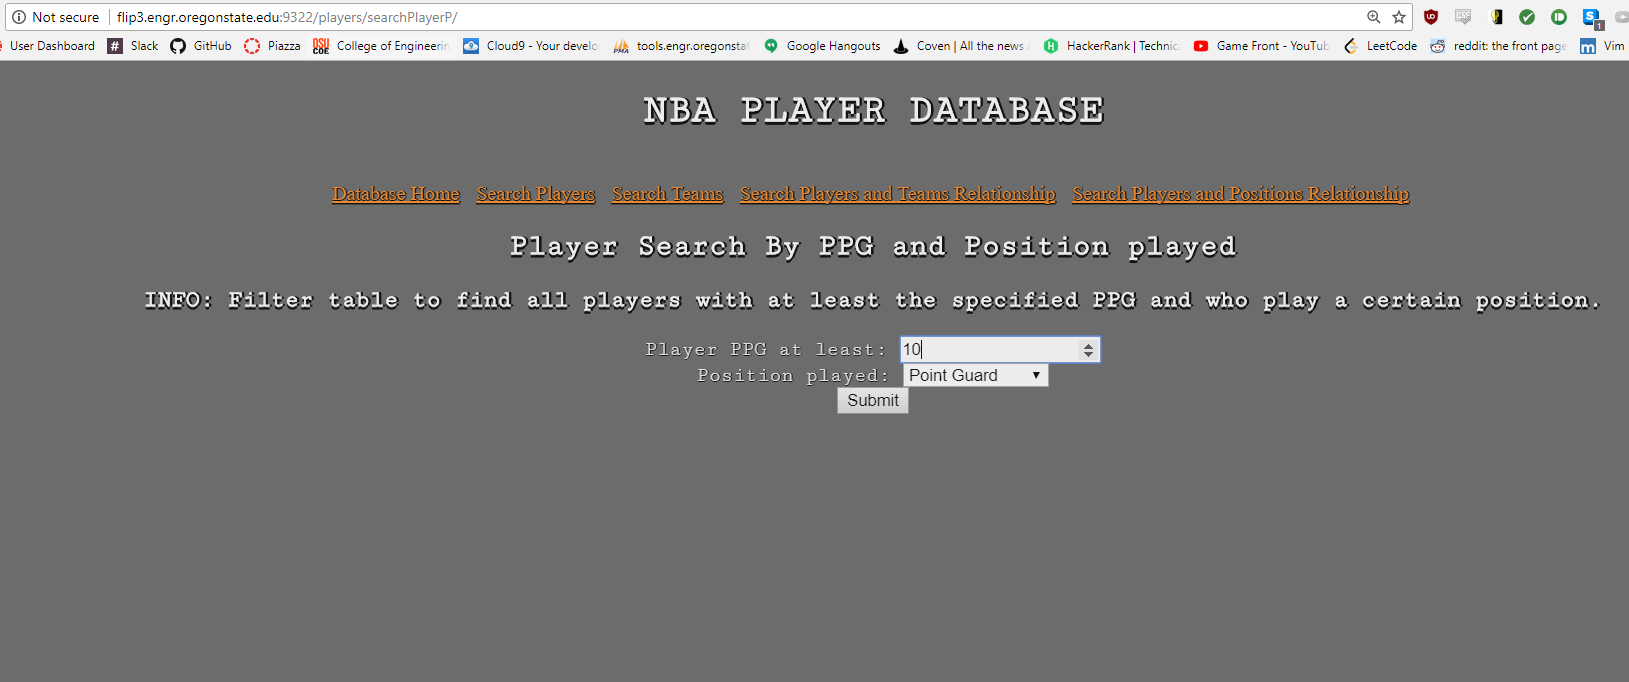 Not secure flip3.engr.oregonstate.edu:9322/players/searchPlayerP/
User Dashboard Slack GitHub Piazza OSU COE College of Engineerin Cloud9 - Your develo PMA tools.engr.oregonstat Google Hangouts Coven | All the news HackerRank | Technic Game Front - YouTub LeetCode reddit: the front page m Vim
NBA PLAYER DATABASE
Database Home Search Players Search Teams Search Players and Teams Relationship Search Players and Positions Relationship
Player Search By PPG and Position played
INFO: Filter table to find all players with at least the specified PPG and who play a certain position.
Player PPG at least: 10
Position played: Point Guard
Submit